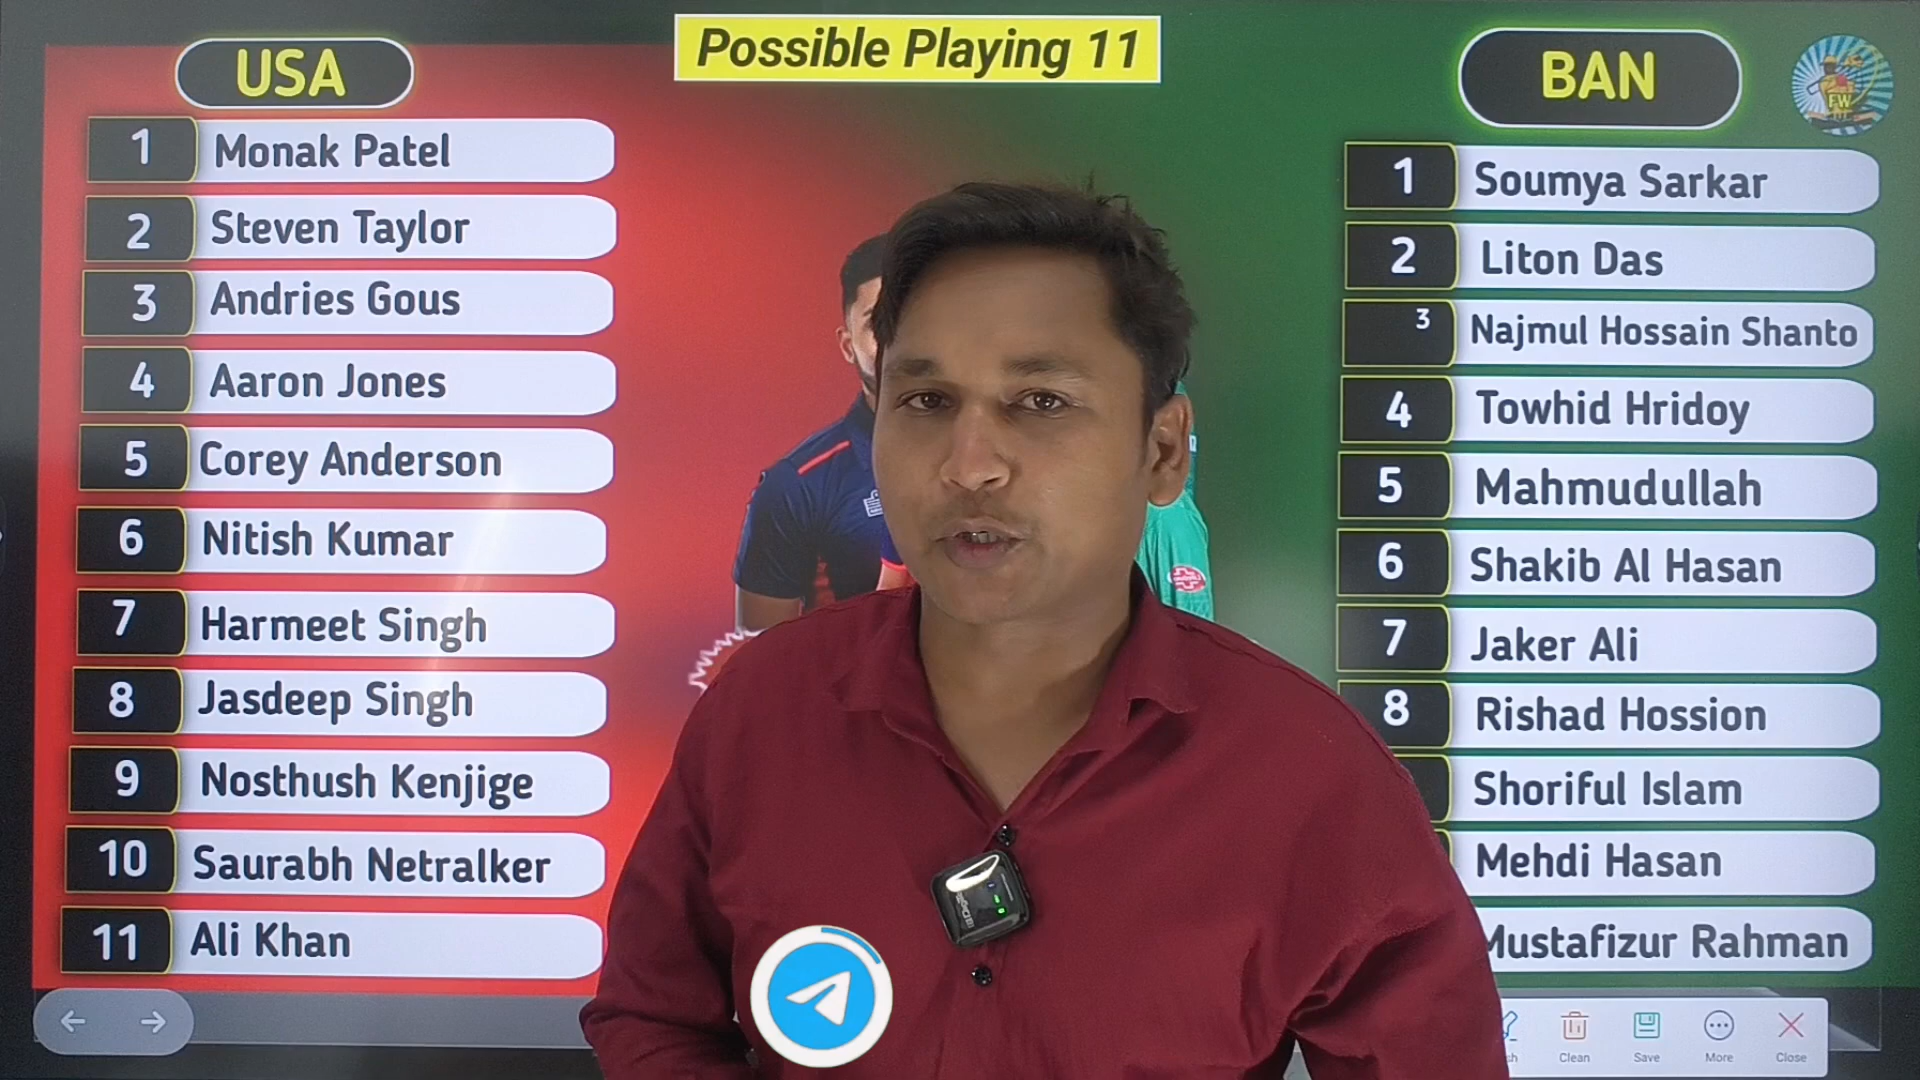 Possible Playing 11
USA
1 Monak Patel
2 Steven Taylor
3 Andries Gous
4 Aaron Jones
5 Corey Anderson
6 Nitish Kumar
7 Harmeet Singh
8 Jasdeep Singh
9 Nosthush Kenjige
10 Saurabh Netralker
11 Ali Khan
BAN
FW
1 Soumya Sarkar
2 Liton Das
3 Najmul Hossain Shanto
4 Towhid Hridoy
5 Mahmudullah
6 Shakib Al Hasan
7 Jaker Ali
8 Rishad Hossion
Shoriful Islam
Mehdi Hasan
Mustafizur Rahman
Clean Save More Close